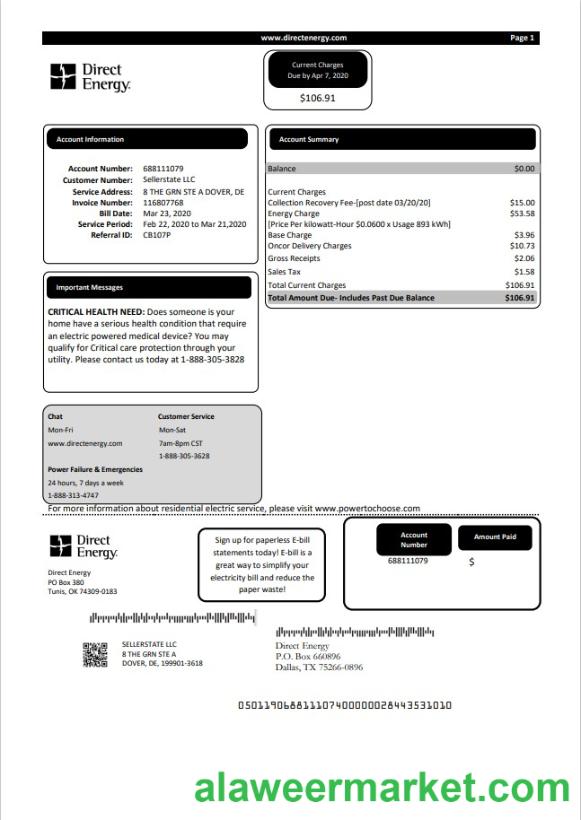 www.directenergy.com Page 1
Direct
Energy.
Current Charges
Due by Apr 7, 2020
$106.91
Account Information
Account Number: 688111079
Customer Number: Sellerstate LLC
Service Address: 8 THE GRN STE A DOVER, DE
Invoice Number: 116807768
Bill Date: Mar 23, 2020
Service Period: Feb 22, 2020 to Mar 21,2020
Referral ID: CB107P
Account Summary
Balance $0.00
Current Charges
Collection Recovery Fee-[post date 03/20/20] $15.00
Energy Charge $53.58
[Price Per kilowatt-Hour $0.0600 x Usage 893 kWh]
Base Charge $3.96
Oncor Delivery Charges $10.73
Gross Receipts $2.06
Sales Tax $1.58
Total Current Charges $106.91
Total Amount Due- Includes Past Due Balance $106.91
Important Messages
CRITICAL HEALTH NEED: Does someone is your
home have a serious health condition that require
an electric powered medical device? You may
qualify for Critical care protection through your
utility. Please contact us today at 1-888-305-3828
Chat
Mon-Fri
www.directenergy.com
Customer Service
Mon-Sat
7am-8pm CST
1-888-305-3628
Power Failure & Emergencies
24 hours, 7 days a week
1-888-313-4747
For more information about residential electric service, please visit www.powertochoose.com
Direct
Energy.
Direct Energy
PO Box 380
Tunis, OK 74309-0183
Sign up for paperless E-bill
statements today! E-bill is a
great way to simplify your
electricity bill and reduce the
paper waste!
Account
Number
Amount Paid
688111079 $
SELLERSTATE LLC
8 THE GRN STE A
DOVER, DE, 199901-3618
Direct Energy
P.O. Box 660896
Dallas, TX 75266-0896
0501190688111074000000028443531010
alaweermarket.com